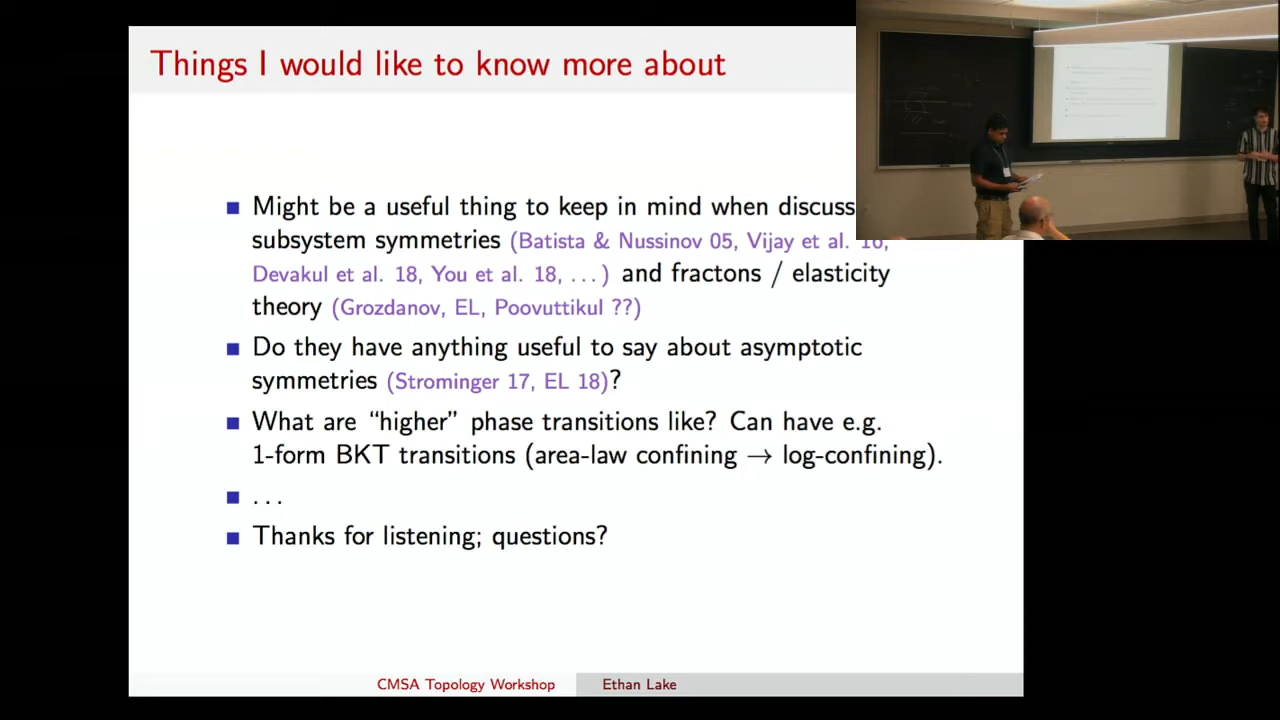 Things I would like to know more about
Might be a useful thing to keep in mind when discuss
subsystem symmetries (Batista & Nussinov 05, Vijay et al. 16,
Devakul et al. 18, You et al. 18, ...) and fractons / elasticity
theory (Grozdanov, EL, Poovuttikul ??)
Do they have anything useful to say about asymptotic
symmetries (Strominger 17, EL 18)?
What are “higher” phase transitions like? Can have e.g.
1-form BKT transitions (area-law confining → log-confining).
...
Thanks for listening; questions?
CMSA Topology Workshop
Ethan Lake